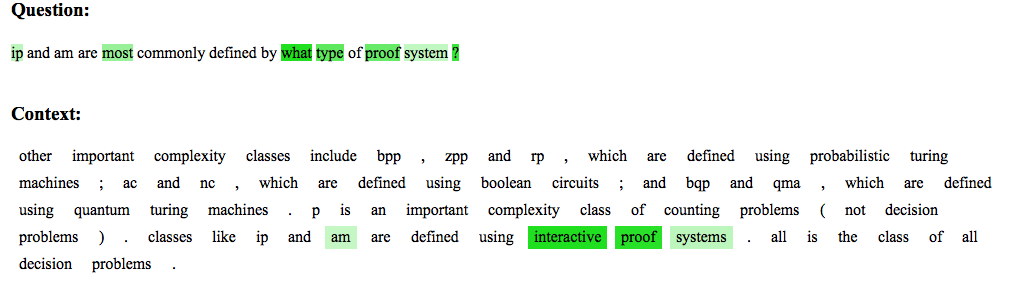 Question:
ip and am are most commonly defined by what type of proof system ?
Context:
other important complexity classes include bpp , zpp and rp , which are defined using probabilistic turing
machines ; ac and nc , which are defined using boolean circuits ; and bqp and qma , which are defined
using quantum turing machines . p is an important complexity class of counting problems ( not decision
problems ) . classes like ip and am are defined using interactive proof systems . all is the class of all
decision problems .